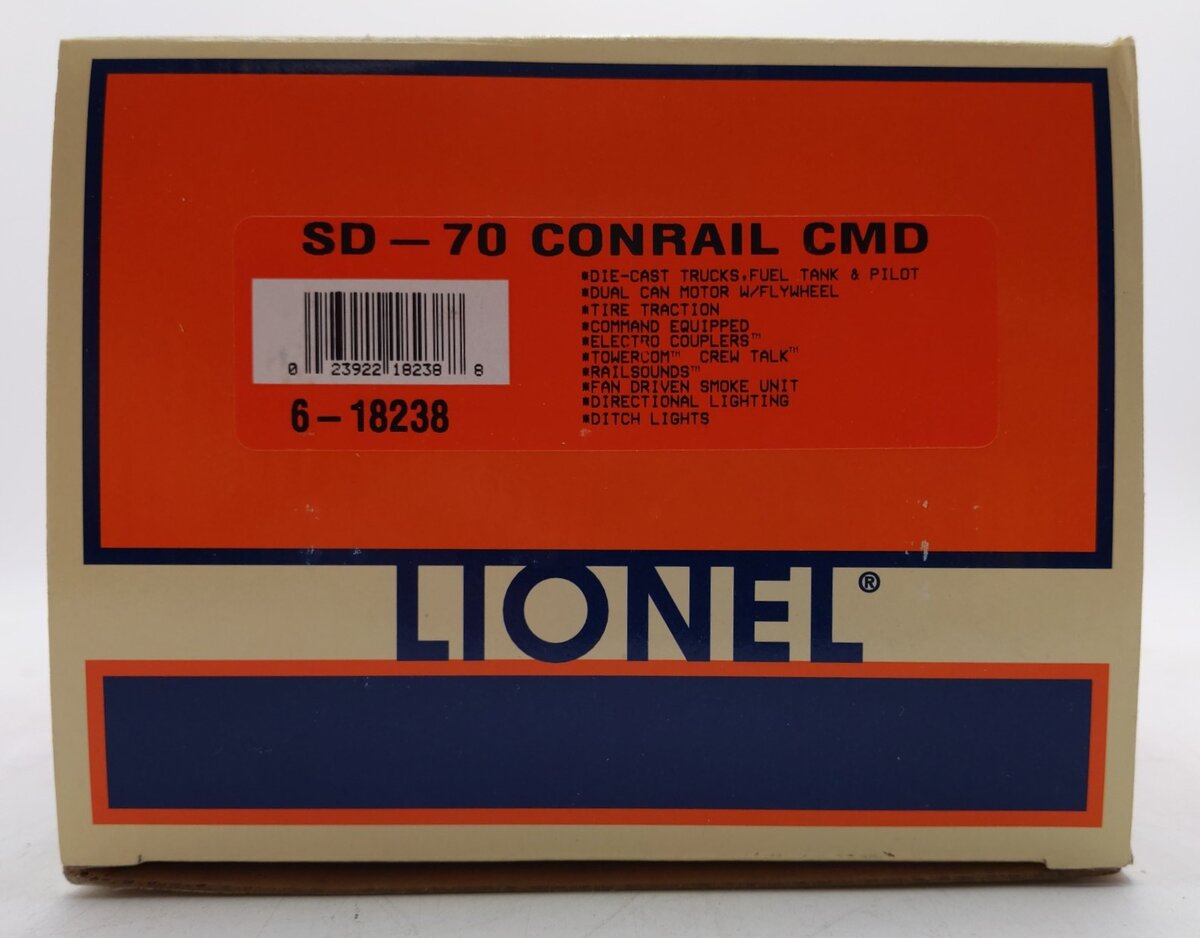 SD – 70 CONRAIL CMD
*DIE-CAST TRUCKS,FUEL TANK & PILOT
*DUAL CAN MOTOR W/FLYWHEEL
*TIRE TRACTION
*COMMAND EQUIPPED
*ELECTRO COUPLERS™
*TOWERCOM™ CREW TALK™
*RAILSOUNDS™
*FAN DRIVEN SMOKE UNIT
*DIRECTIONAL LIGHTING
*DITCH LIGHTS
0 23922 18238 8
6–18238
LIONEL®